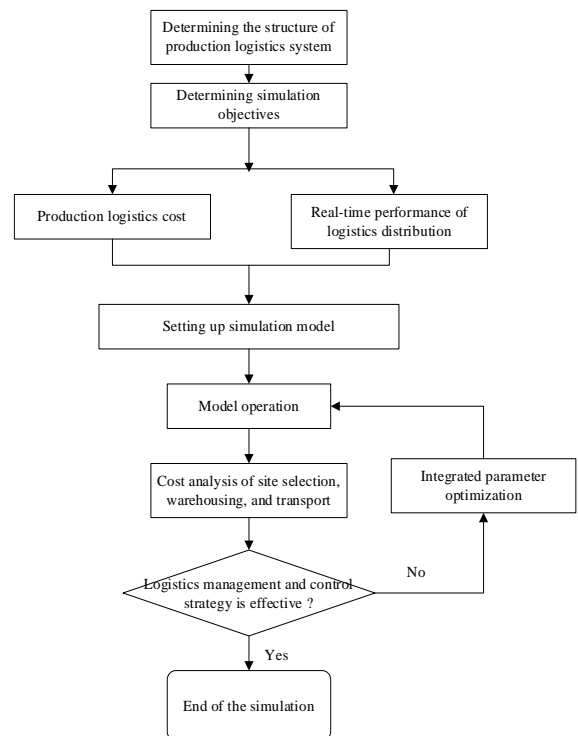 Determining the structure of
production logistics system
Determining simulation
objectives
Production logistics cost
Real-time performance of
logistics distribution
Setting up simulation model
Model operation
Cost analysis of site selection,
warehousing, and transport
Integrated parameter
optimization
Logistics management and control
strategy is effective ?
No
Yes
End of the simulation